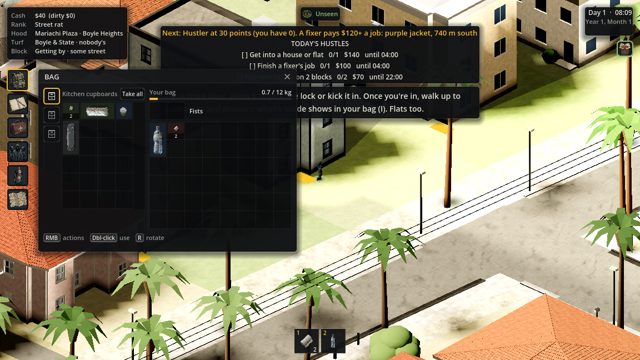 Cash $40 (dirty $0)
Rank Street rat
Hood Mariachi Plaza · Boyle Heights
Turf Boyle & State · nobody's
Block Getting by · some street
Unseen
Next: Hustler at 30 points (you have 0). A fixer pays $120+ a job: purple jacket, 740 m south
TODAY'S HUSTLES
[ ] Get into a house or flat 0/1 $140 until 04:00
[ ] Finish a fixer's job 0/1 $100 until 04:00
on 2 blocks 0/2 $70 until 22:00
lock or kick it in. Once you're in, walk up to
de shows in your bag (I). Flats too.
Day 1 · 08:09
Year 1, Month 1
BAG
Kitchen cupboards Take all
Your bag 0.7 / 12 kg
Fists
2
2
RMB actions Dbl-click use R rotate
1 2
2